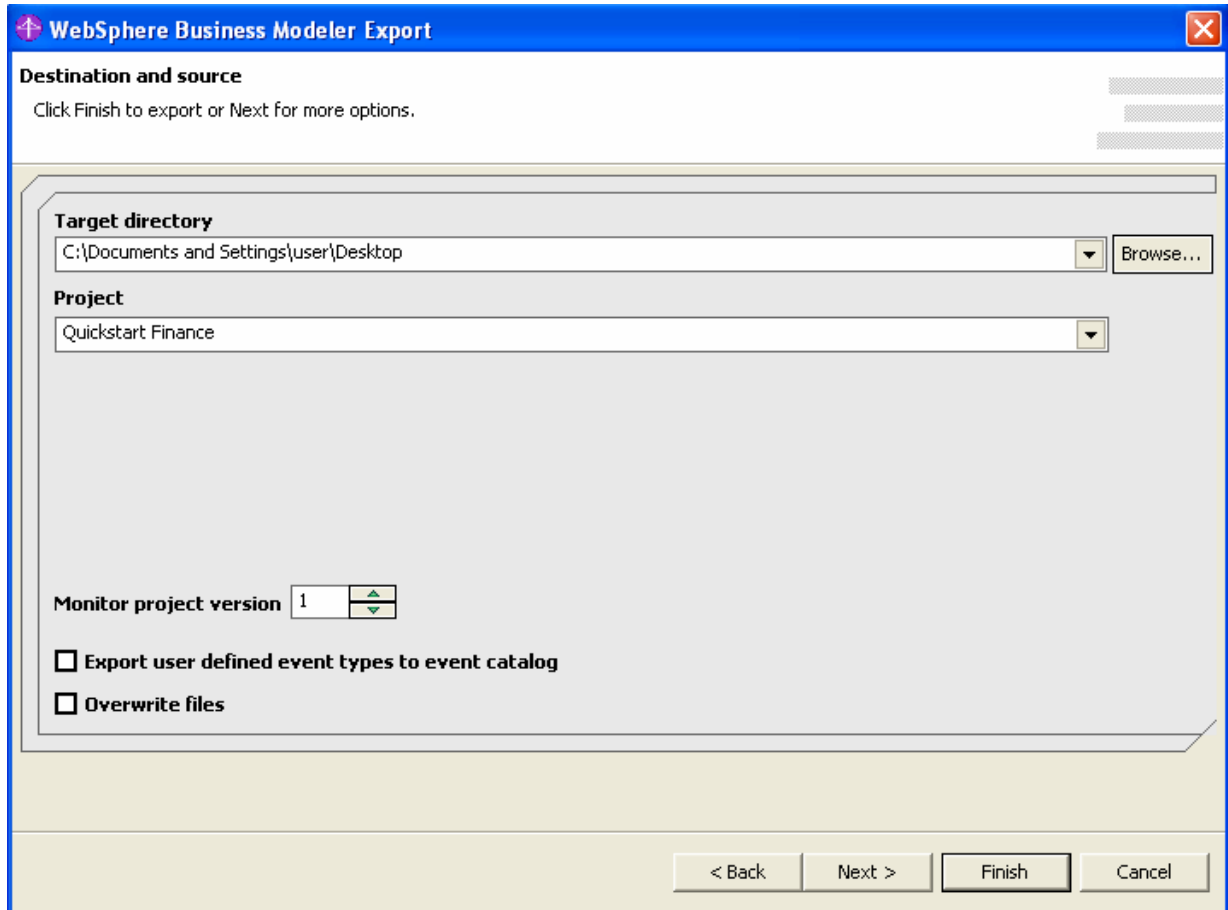 WebSphere Business Modeler Export
Destination and source
Click Finish to export or Next for more options.
Target directory
C:\Documents and Settings\user\Desktop
Browse...
Project
Quickstart Finance
Monitor project version 1
Export user defined event types to event catalog
Overwrite files
< Back Next > Finish Cancel